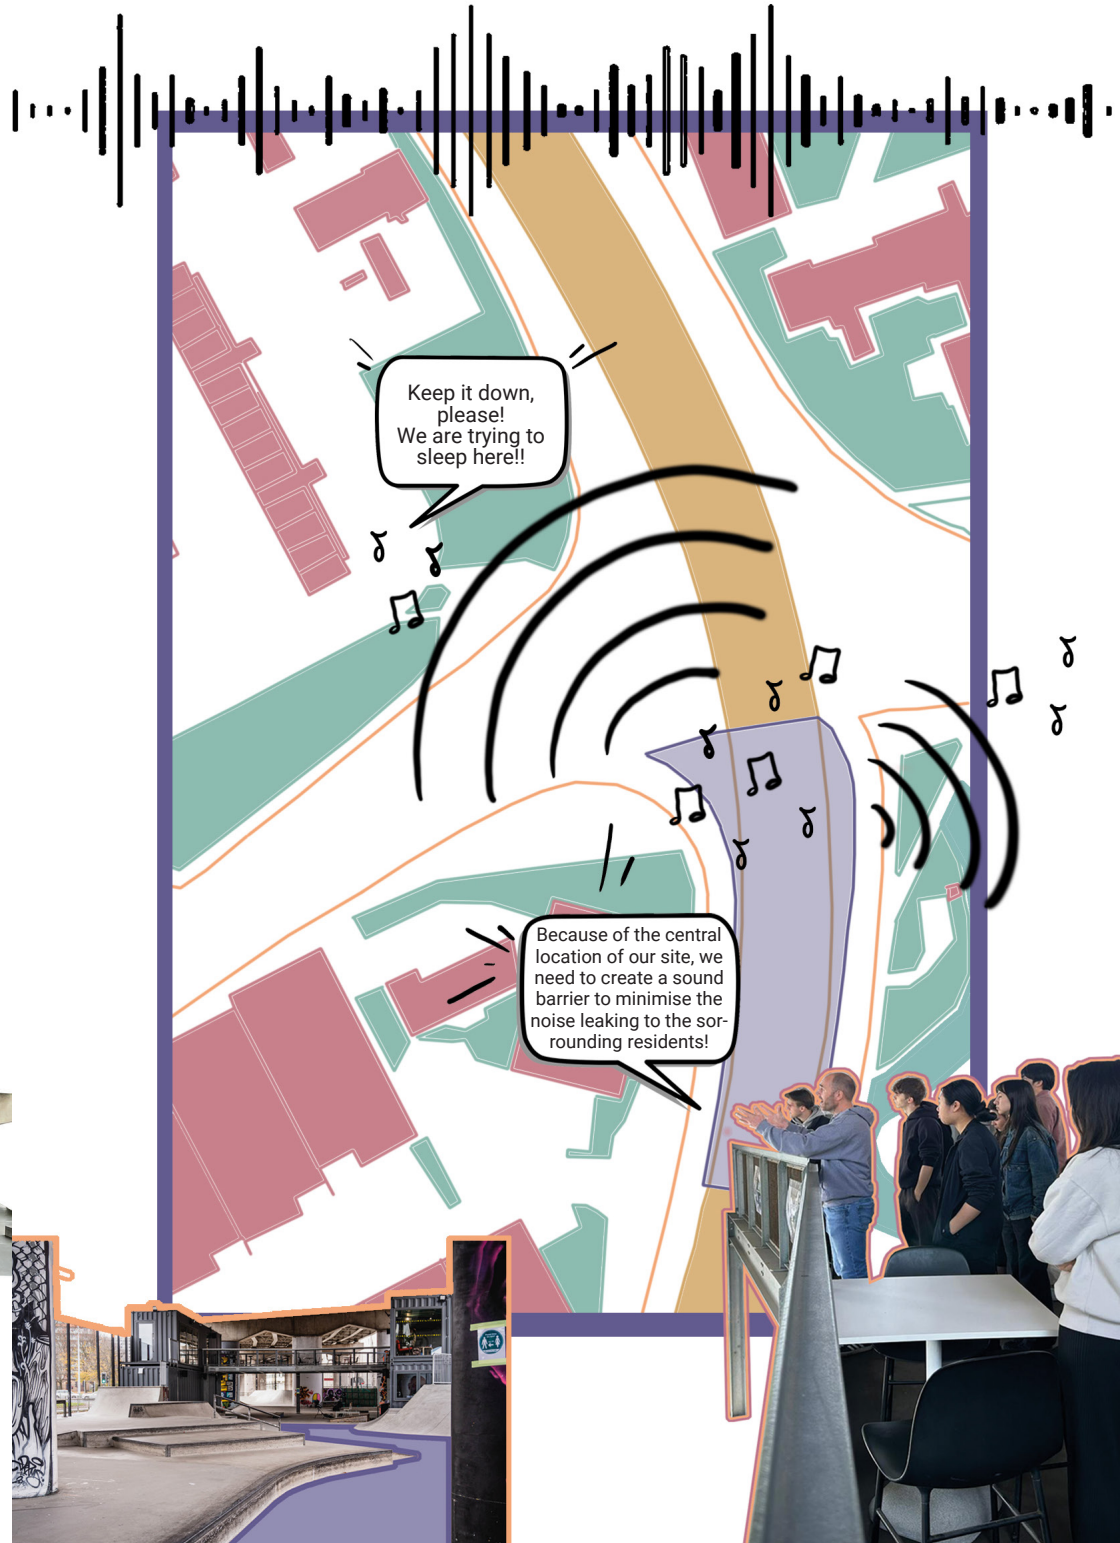 Keep it down,
please!
We are trying to
sleep here!!
Because of the central
location of our site, we
need to create a sound
barrier to minimise the
noise leaking to the sor-
rounding residents!